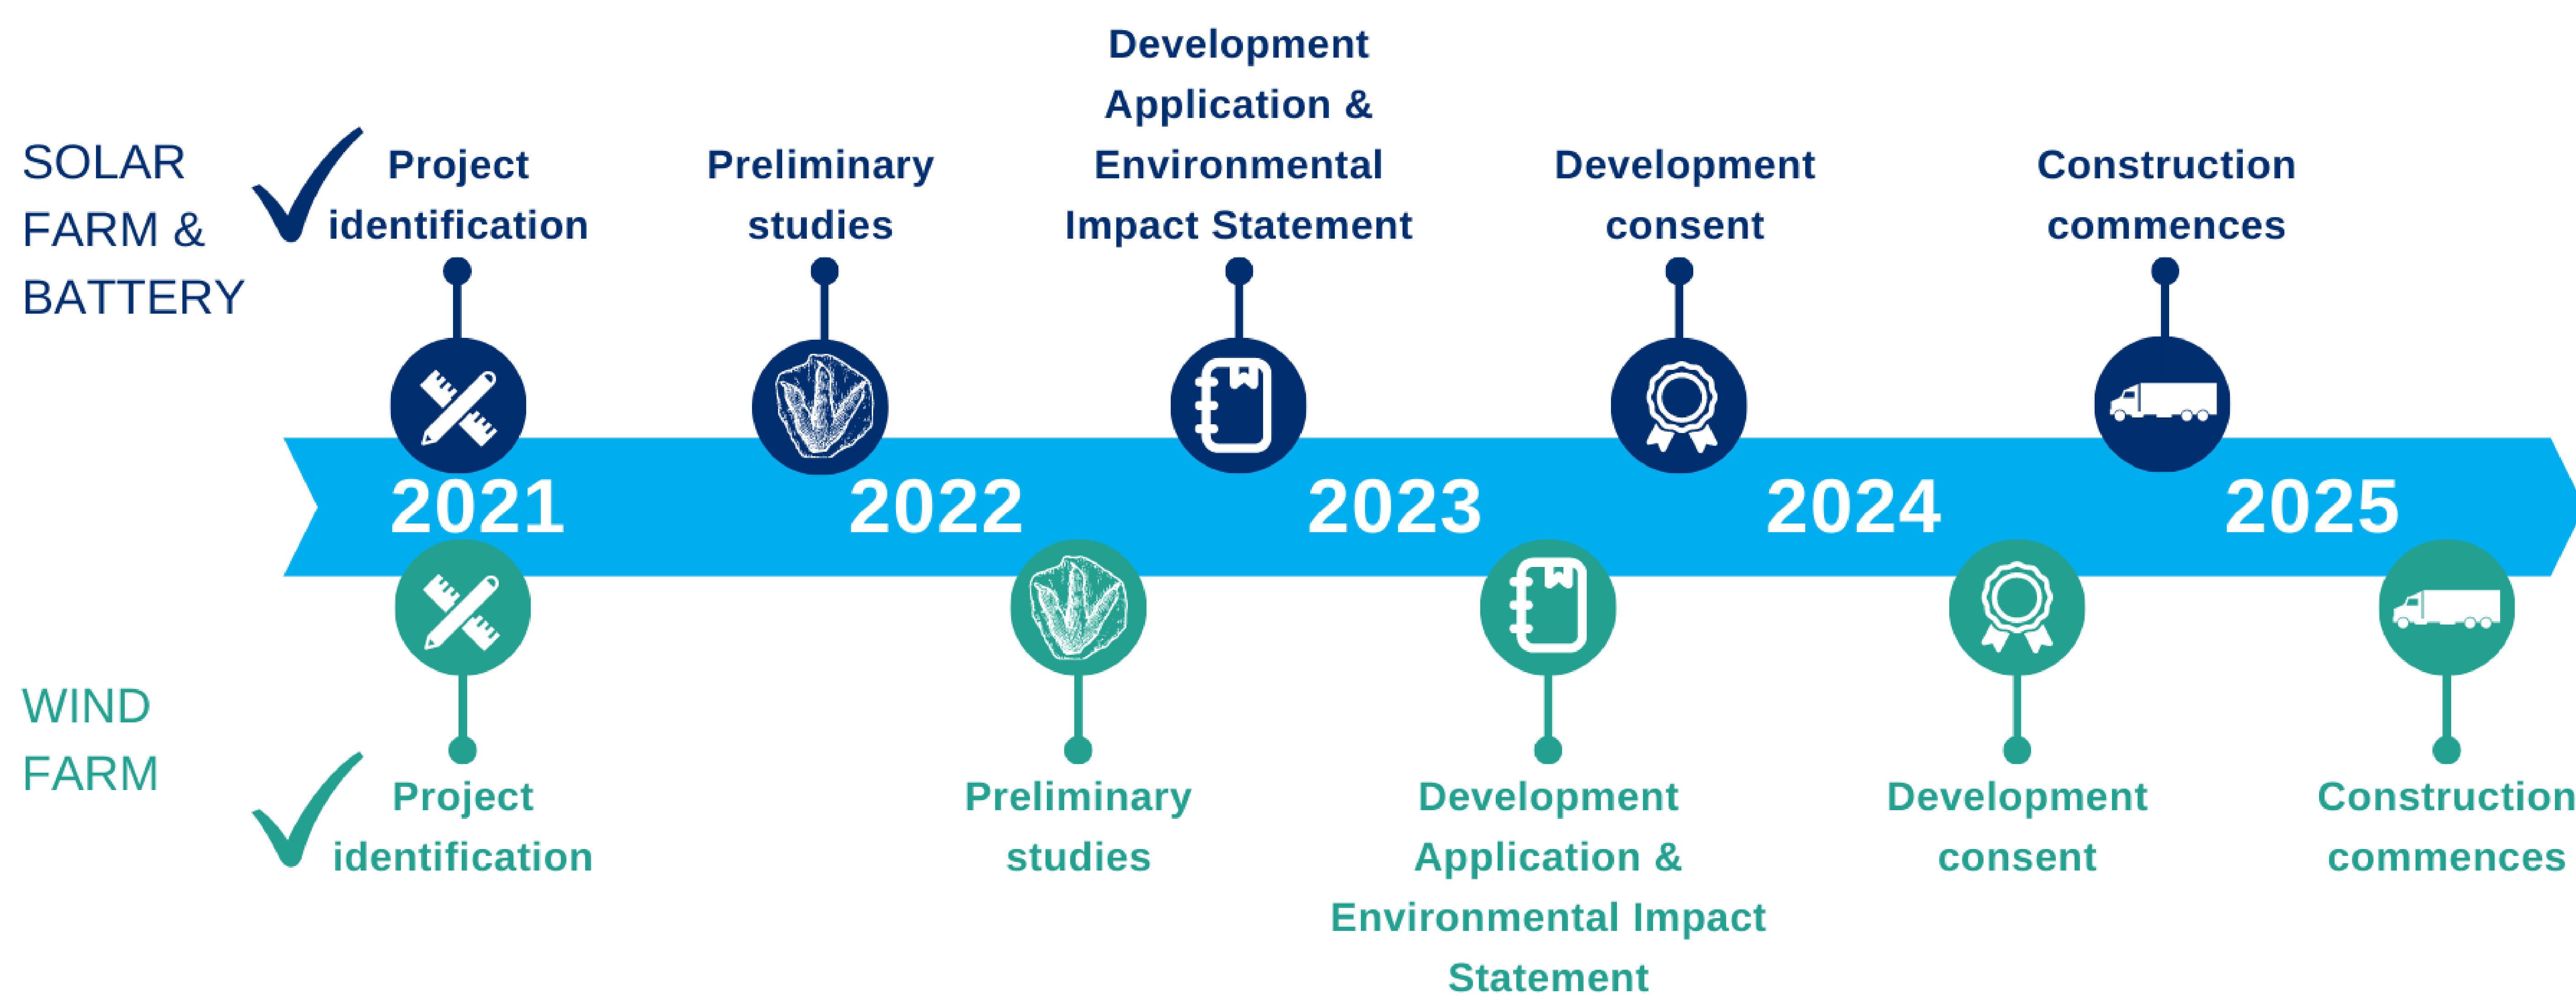 SOLAR
FARM &
BATTERY
Project
identification
Preliminary
studies
Development
Application &
Environmental
Impact Statement
Development
consent
Construction
commences
2021
2022
2023
2024
2025
WIND
FARM
Project
identification
Preliminary
studies
Development
Application &
Environmental Impact
Statement
Development
consent
Construction
commences